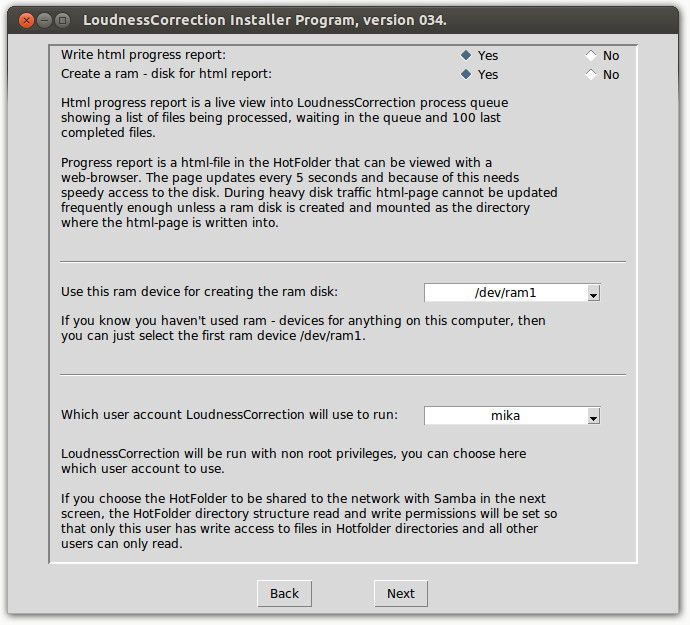 LoudnessCorrection Installer Program, version 034.
Write html progress report: Yes No
Create a ram - disk for html report: Yes No
Html progress report is a live view into LoudnessCorrection process queue
showing a list of files being processed, waiting in the queue and 100 last
completed files.
Progress report is a html-file in the HotFolder that can be viewed with a
web-browser. The page updates every 5 seconds and because of this needs
speedy access to the disk. During heavy disk traffic html-page cannot be updated
frequently enough unless a ram disk is created and mounted as the directory
where the html-page is written into.
Use this ram device for creating the ram disk: /dev/ram1
If you know you haven't used ram - devices for anything on this computer, then
you can just select the first ram device /dev/ram1.
Which user account LoudnessCorrection will use to run: mika
LoudnessCorrection will be run with non root privileges, you can choose here
which user account to use.
If you choose the HotFolder to be shared to the network with Samba in the next
screen, the HotFolder directory structure read and write permissions will be set so
that only this user has write access to files in Hotfolder directories and all other
users can only read.
Back Next